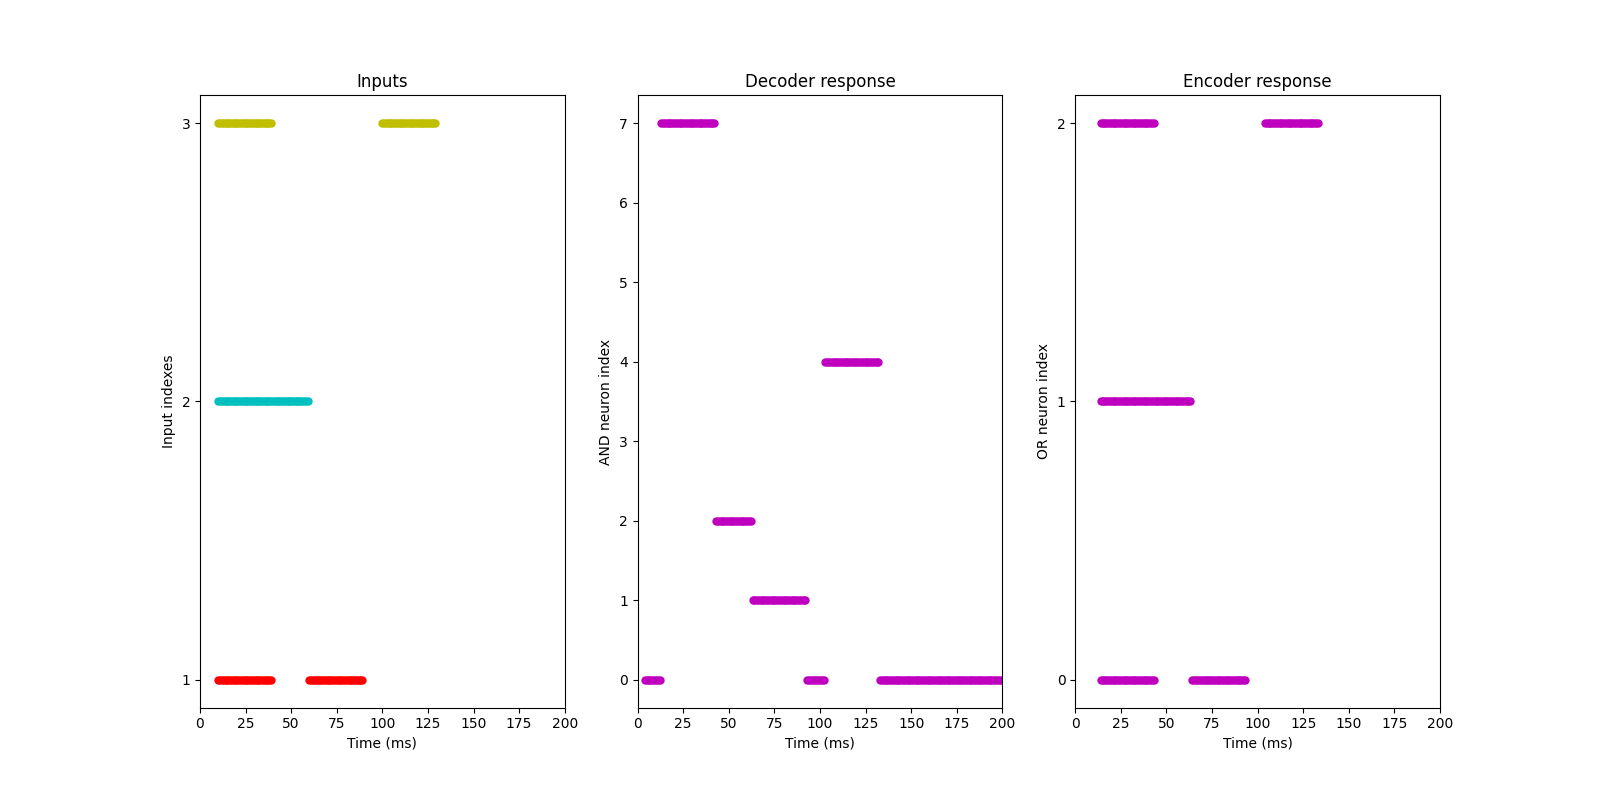 Inputs
3
2
1
Input indexes
0 25 50 75 100 125 150 175 200
Time (ms)
Decoder response
7
6
5
4
3
2
1
0
AND neuron index
0 25 50 75 100 125 150 175 200
Time (ms)
Encoder response
2
1
0
OR neuron index
0 25 50 75 100 125 150 175 200
Time (ms)